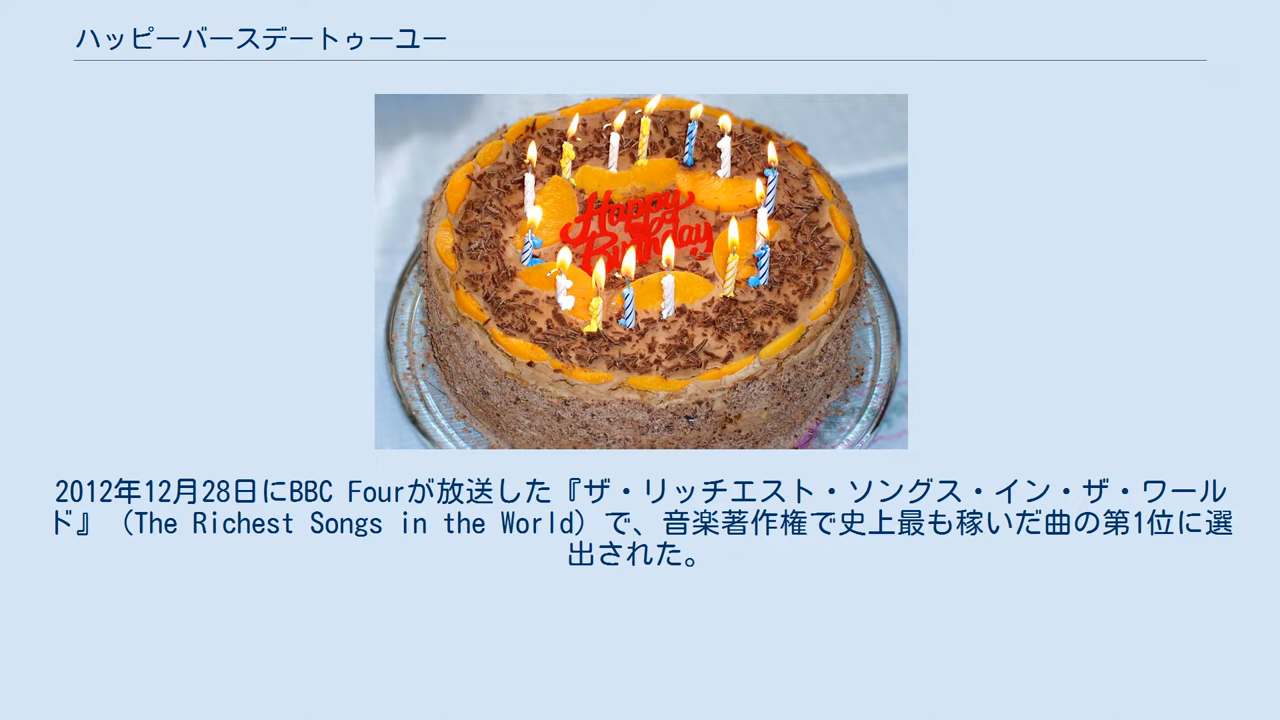 ハッピーバースデートゥーユー
Happy
Birthday
2012年12月28日にBBC Fourが放送した『ザ・リッチエスト・ソングス・イン・ザ・ワール
ド』（The Richest Songs in the World）で、音楽著作権で史上最も稼いだ曲の第1位に選
出された。